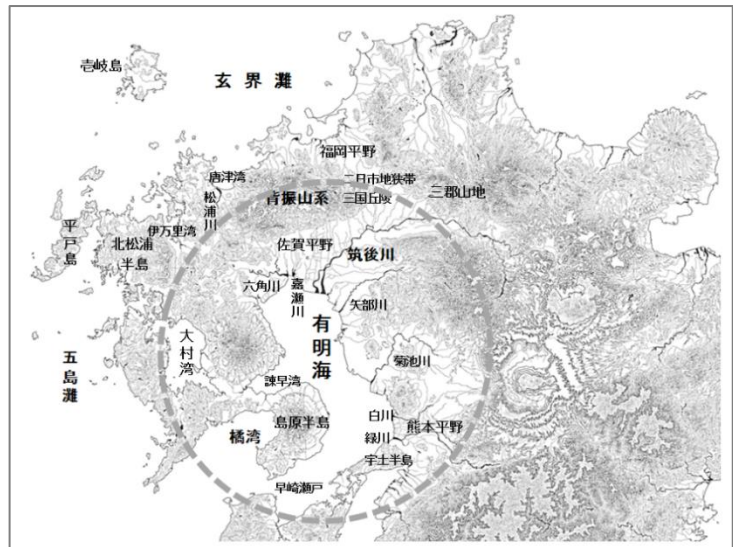 壱岐島
玄界灘
福岡平野
唐津湾
二日市地狭帯
三郡山地
松浦川
背振山系
三国丘陵
平戸島
伊万里湾
北松浦
半島
佐賀平野
筑後川
六角川
嘉瀬川
矢部川
有明海
大村湾
五島灘
菊池川
諫早湾
島原半島
白川
熊本平野
橘湾
緑川
宇土半島
早崎瀬戸